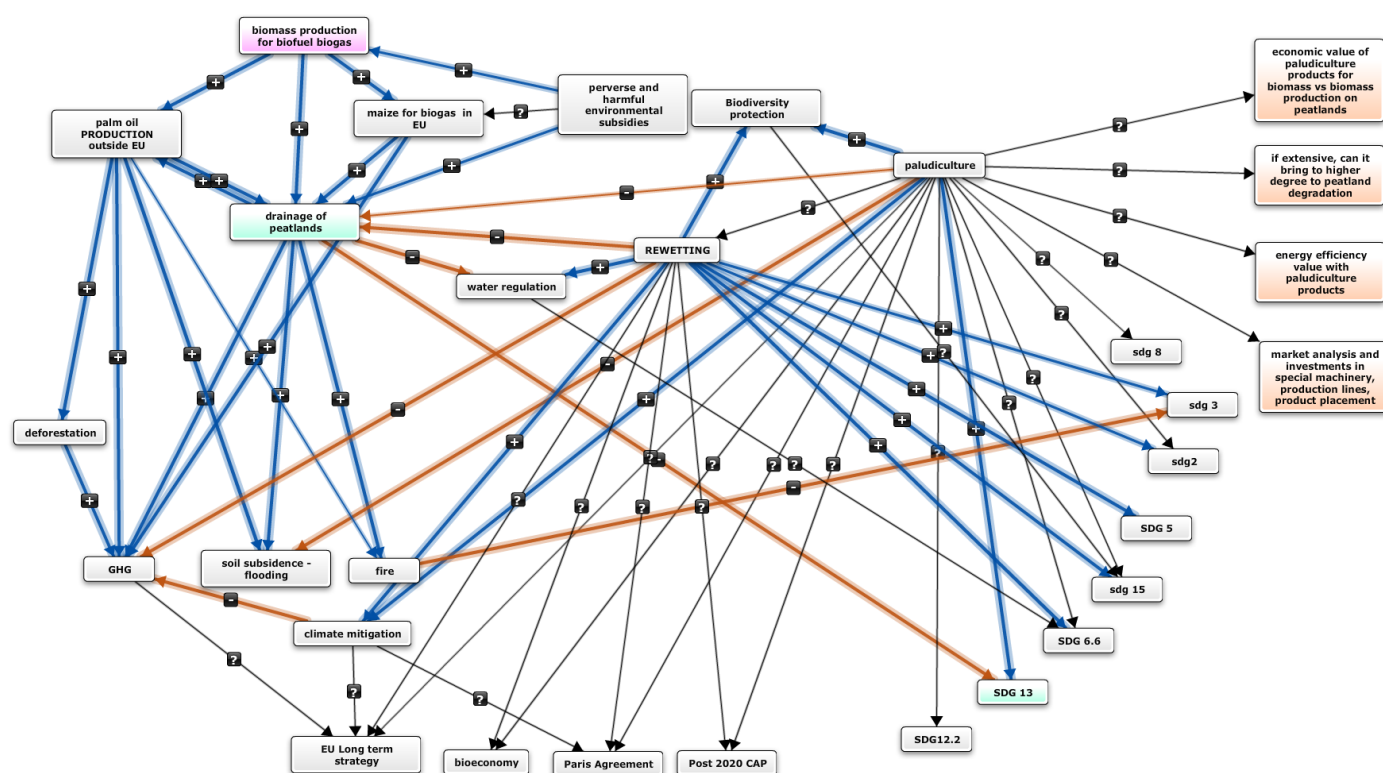 biomass production
for biofuel biogas
perverse and
harmful
environmental
subsidies
maize for biogas in
EU
palm oil
PRODUCTION
outside EU
Biodiversity
protection
paludiculture
economic value of
paludiculture
products for
biomass vs biomass
production on
peatlands
if extensive, can it
bring to higher
degree to peatland
degradation
energy efficiency
value with
paludiculture
products
market analysis and
investments in
special machinery,
production lines,
product placement
drainage of
peatlands
REWETTING
water regulation
sdg 8
sdg 3
sdg2
SDG 5
sdg 15
SDG 6.6
SDG 13
SDG12.2
deforestation
GHG
soil subsidence -
flooding
fire
climate mitigation
EU Long term
strategy
bioeconomy
Paris Agreement
Post 2020 CAP